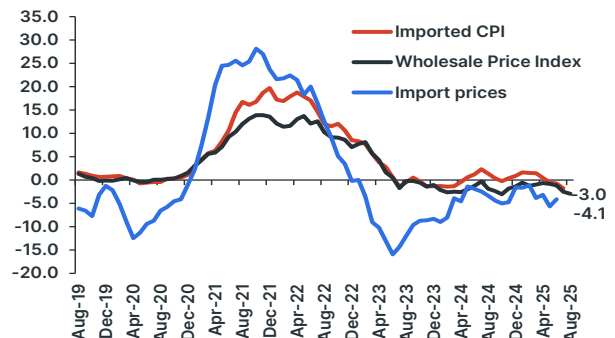 35.0
30.0
25.0
20.0
15.0
10.0
5.0
0.0
-5.0
-10.0
-15.0
-20.0
Imported CPI
Wholesale Price Index
Import prices
-3.0
-4.1
Aug-19
Dec-19
Apr-20
Aug-20
Dec-20
Apr-21
Aug-21
Dec-21
Apr-22
Aug-22
Dec-22
Apr-23
Aug-23
Dec-23
Apr-24
Aug-24
Dec-24
Apr-25
Aug-25